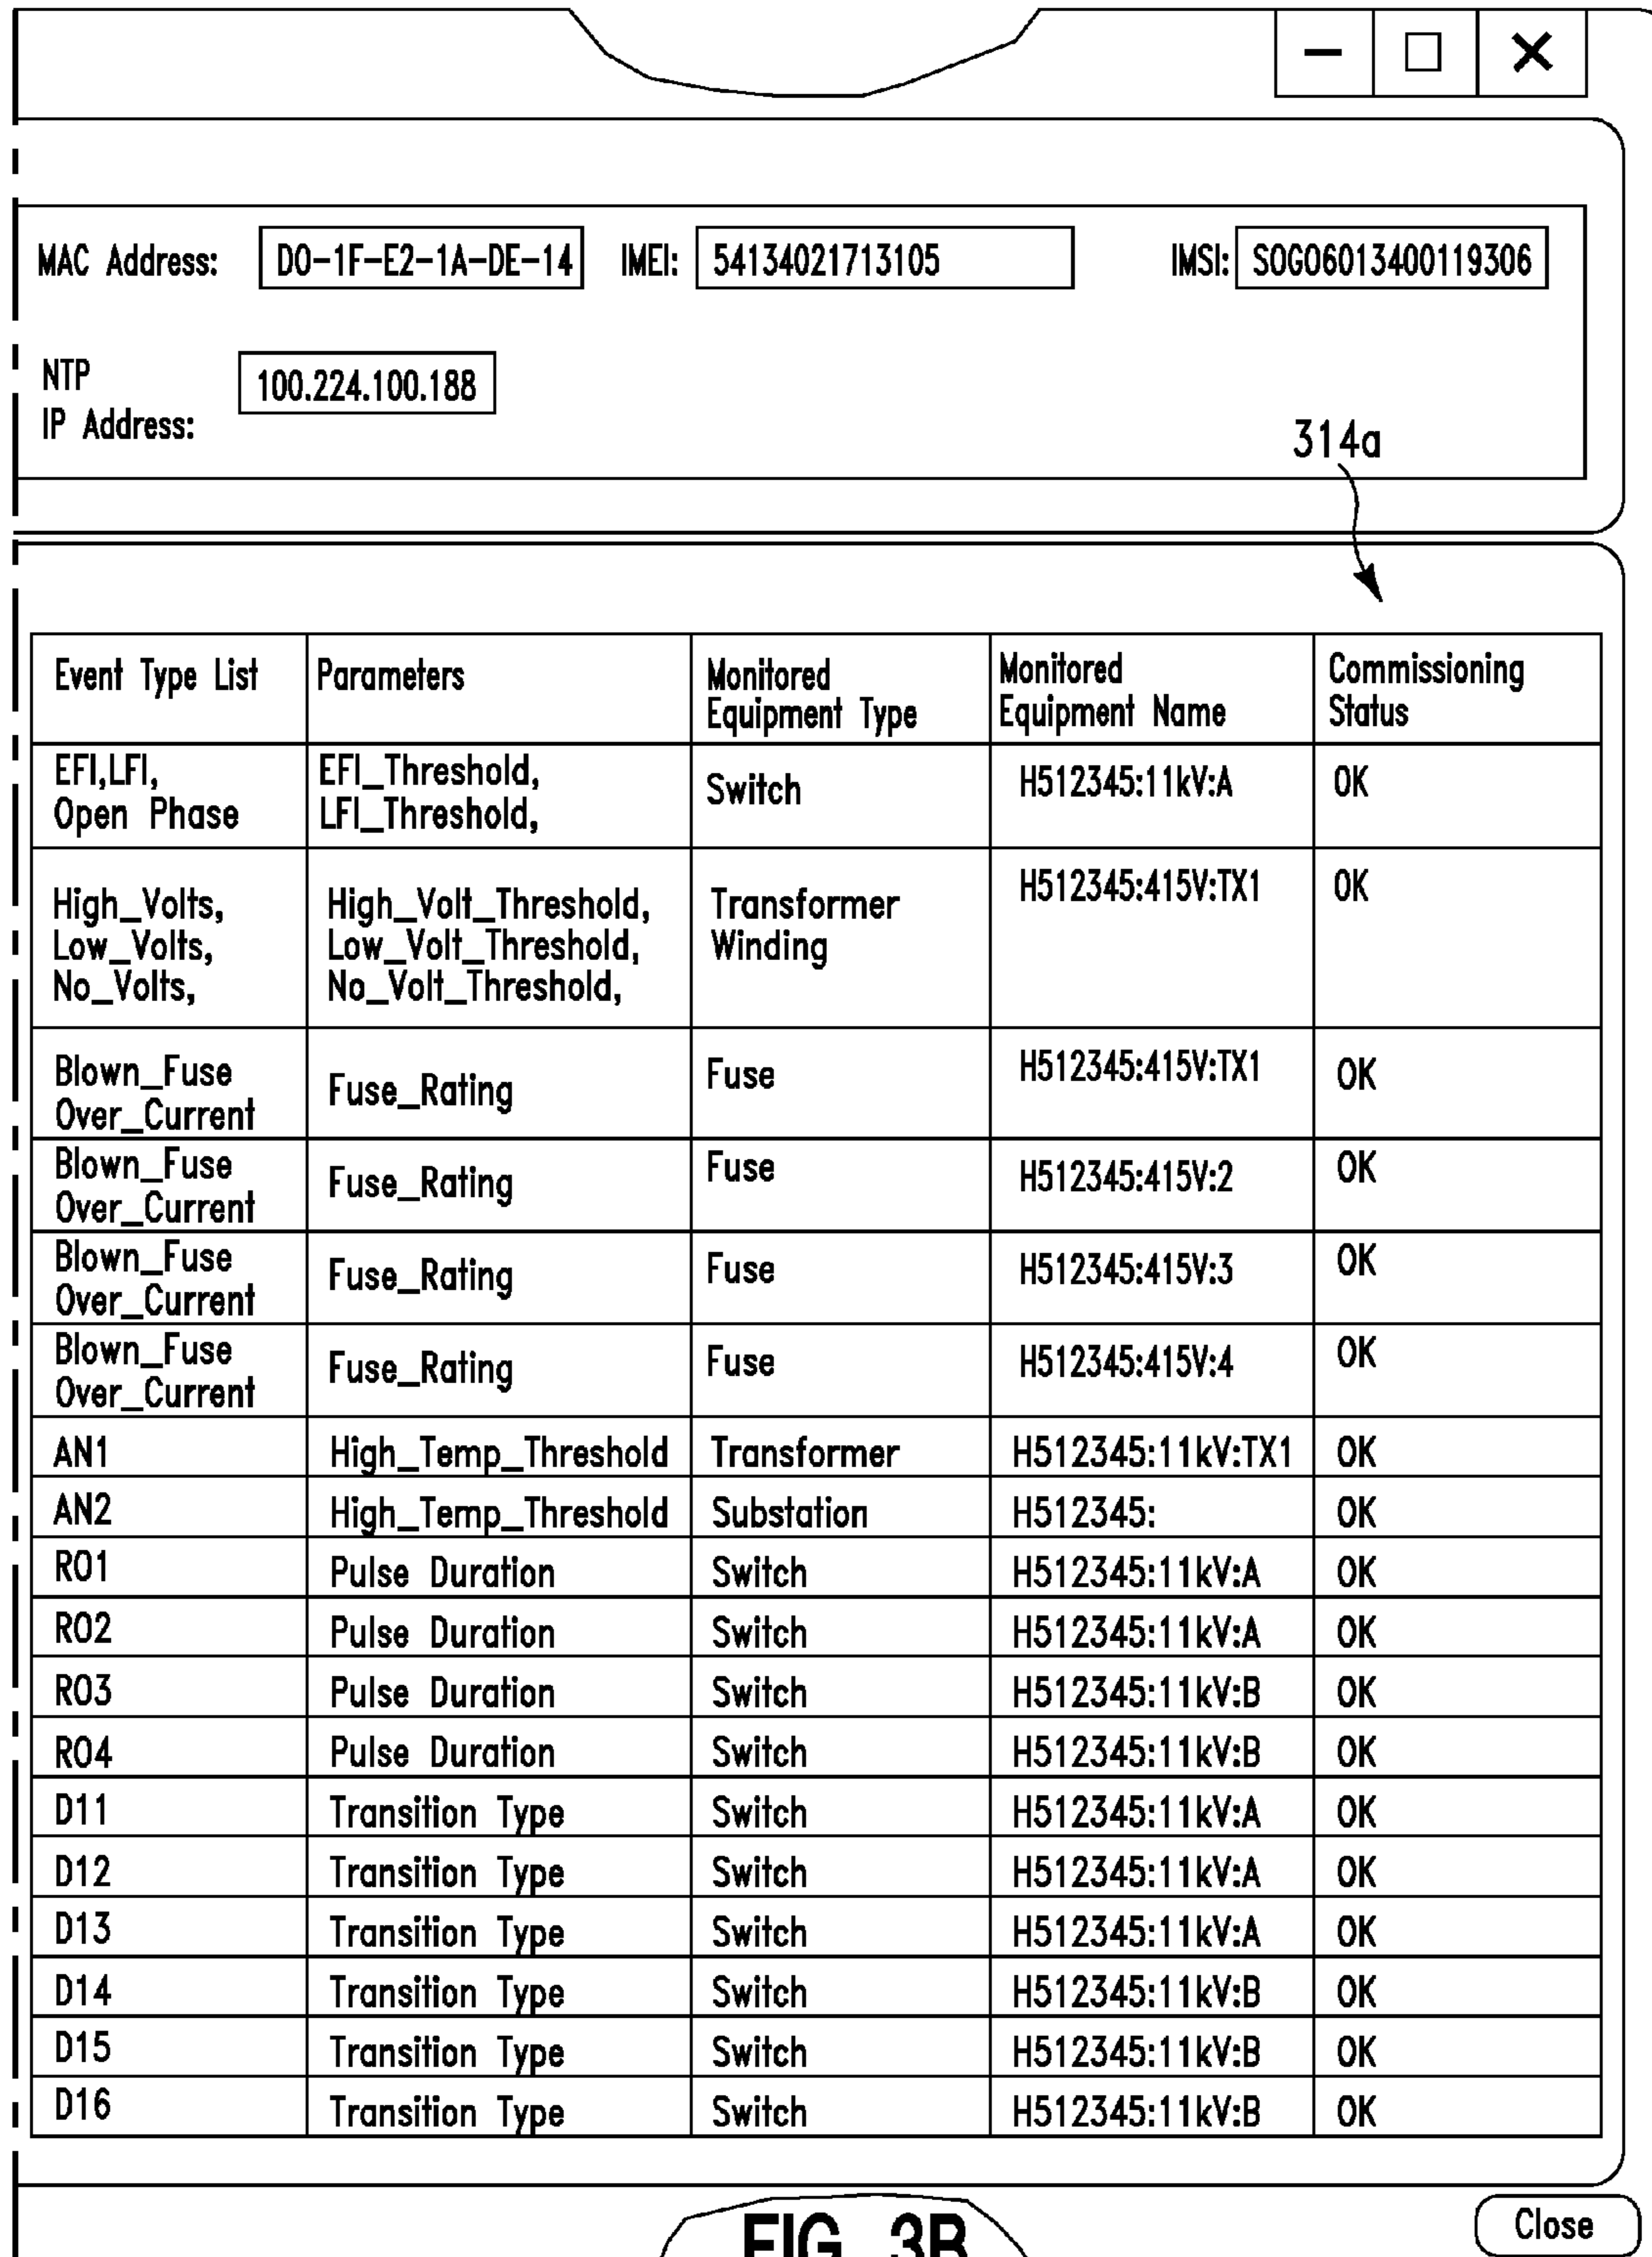 MAC Address: D0-1F-E2-1A-DE-14 IMEI: 54134021713105 IMSI: SOGO6013400119306
NTP
IP Address: 100.224.100.188
314a
Event Type List Parameters Monitored Equipment Type Monitored Equipment Name Commissioning Status
EFI,LFI, Open Phase EFI_Threshold, LFI_Threshold, Switch H512345:11kV:A OK
High_Volts, Low_Volts, No_Volts, High_Volt_Threshold, Low_Volt_Threshold, No_Volt_Threshold, Transformer Winding H512345:415V:TX1 OK
Blown_Fuse Over_Current Fuse_Rating Fuse H512345:415V:TX1 OK
Blown_Fuse Over_Current Fuse_Rating Fuse H512345:415V:2 OK
Blown_Fuse Over_Current Fuse_Rating Fuse H512345:415V:3 OK
Blown_Fuse Over_Current Fuse_Rating Fuse H512345:415V:4 OK
AN1 High_Temp_Threshold Transformer H512345:11kV:TX1 OK
AN2 High_Temp_Threshold Substation H512345: OK
RO1 Pulse Duration Switch H512345:11kV:A OK
RO2 Pulse Duration Switch H512345:11kV:A OK
RO3 Pulse Duration Switch H512345:11kV:B OK
RO4 Pulse Duration Switch H512345:11kV:B OK
D11 Transition Type Switch H512345:11kV:A OK
D12 Transition Type Switch H512345:11kV:A OK
D13 Transition Type Switch H512345:11kV:A OK
D14 Transition Type Switch H512345:11kV:B OK
D15 Transition Type Switch H512345:11kV:B OK
D16 Transition Type Switch H512345:11kV:B OK
Close
FIG. 3B